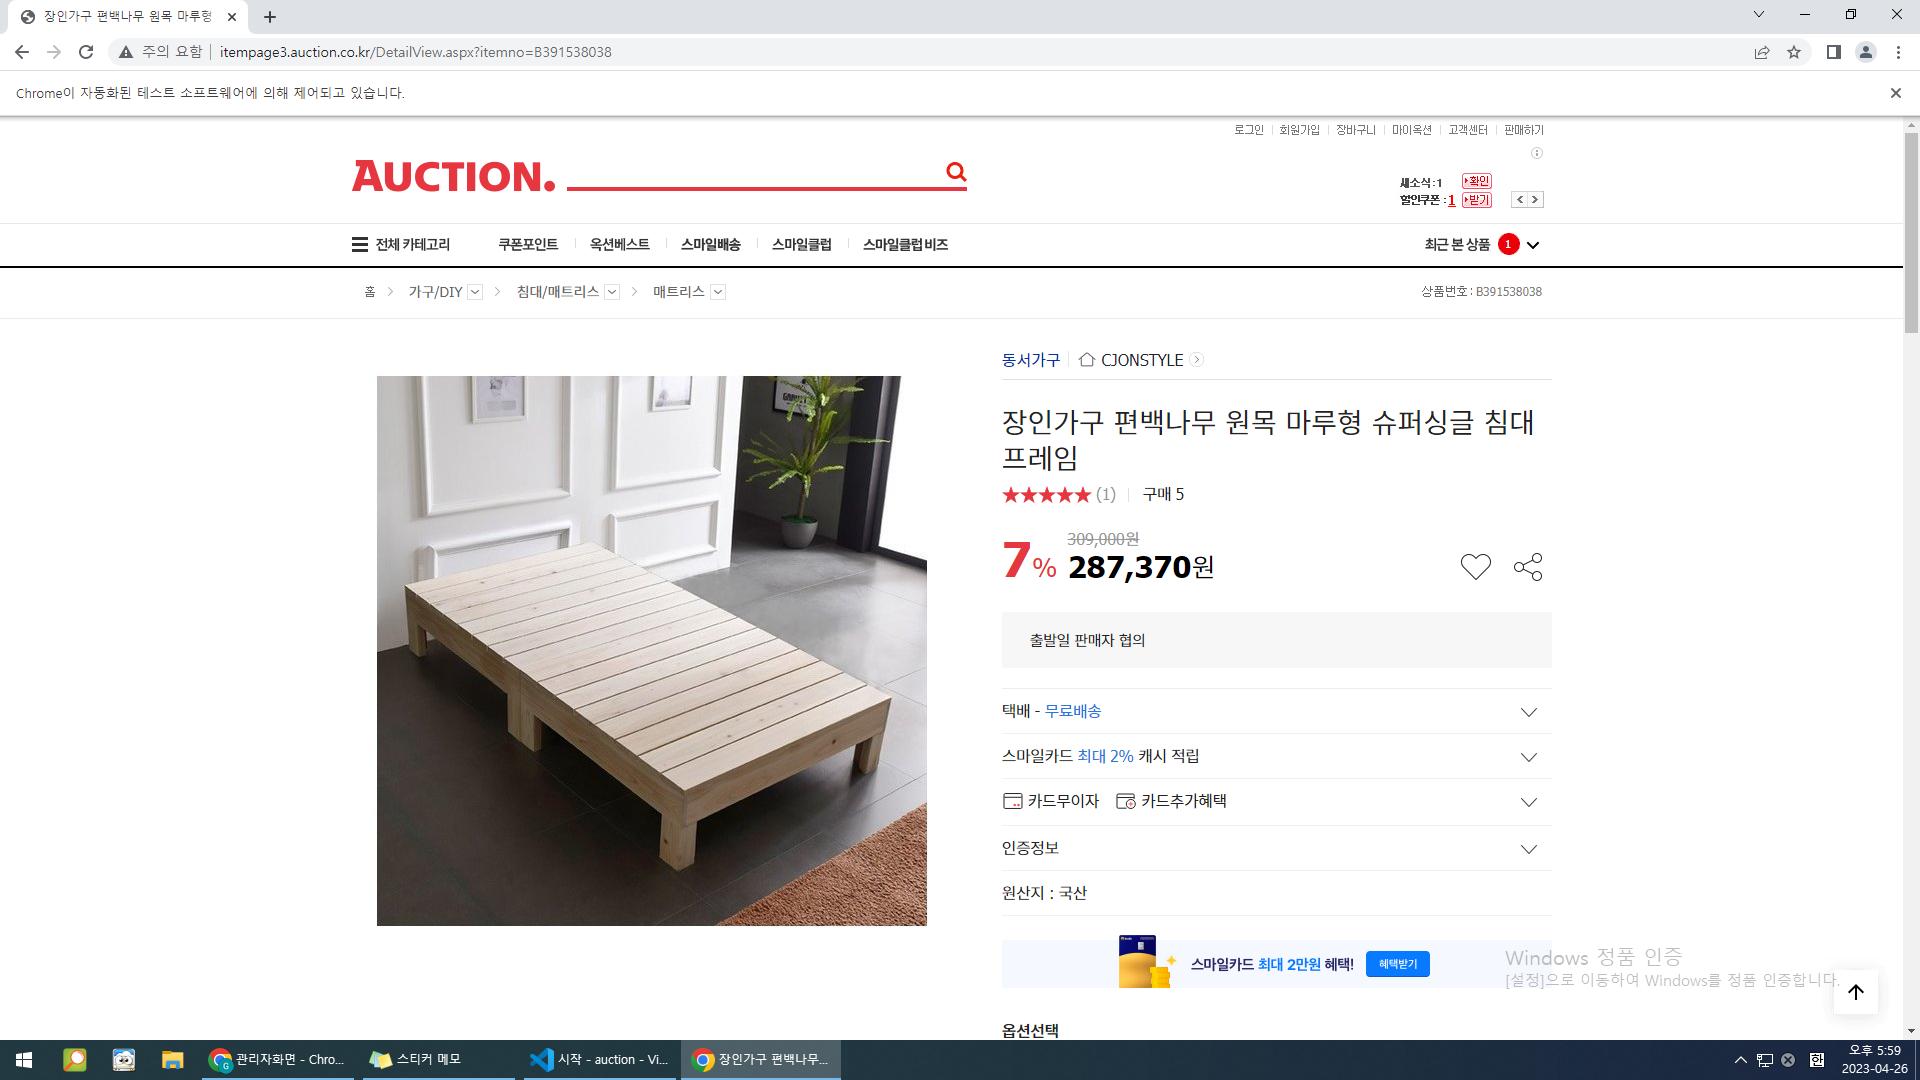 장인가구 편백나무 원목 마루형
주의 요함 itempage3.auction.co.kr/DetailView.aspx?itemno=B391538038
Chrome이 자동화된 테스트 소프트웨어에 의해 제어되고 있습니다.
로그인 회원가입 장바구니 마이옥션 고객센터 판매하기
AUCTION.
새소식:1 확인
할인쿠폰:1 받기
전체 카테고리 쿠폰포인트 옥션베스트 스마일배송 스마일클럽 스마일클럽 비즈 최근 본 상품 1
홈 가구/DIY 침대/매트리스 매트리스 상품번호 : B391538038
동서가구 CJONSTYLE
장인가구 편백나무 원목 마루형 슈퍼싱글 침대
프레임
(1) 구매 5
309,000원
7% 287,370원
출발일 판매자 협의
택배 - 무료배송
스마일카드 최대 2% 캐시 적립
카드무이자 카드추가혜택
인증정보
원산지 : 국산
스마일카드 최대 2만원 혜택! 혜택받기
Windows 정품 인증
[설정]으로 이동하여 Windows를 정품 인증합니다.
옵션선택
관리자화면 - Chro... 스티커 메모 시작 - auction - Vi... 장인가구 편백나무... 한 오후 5:59
2023-04-26